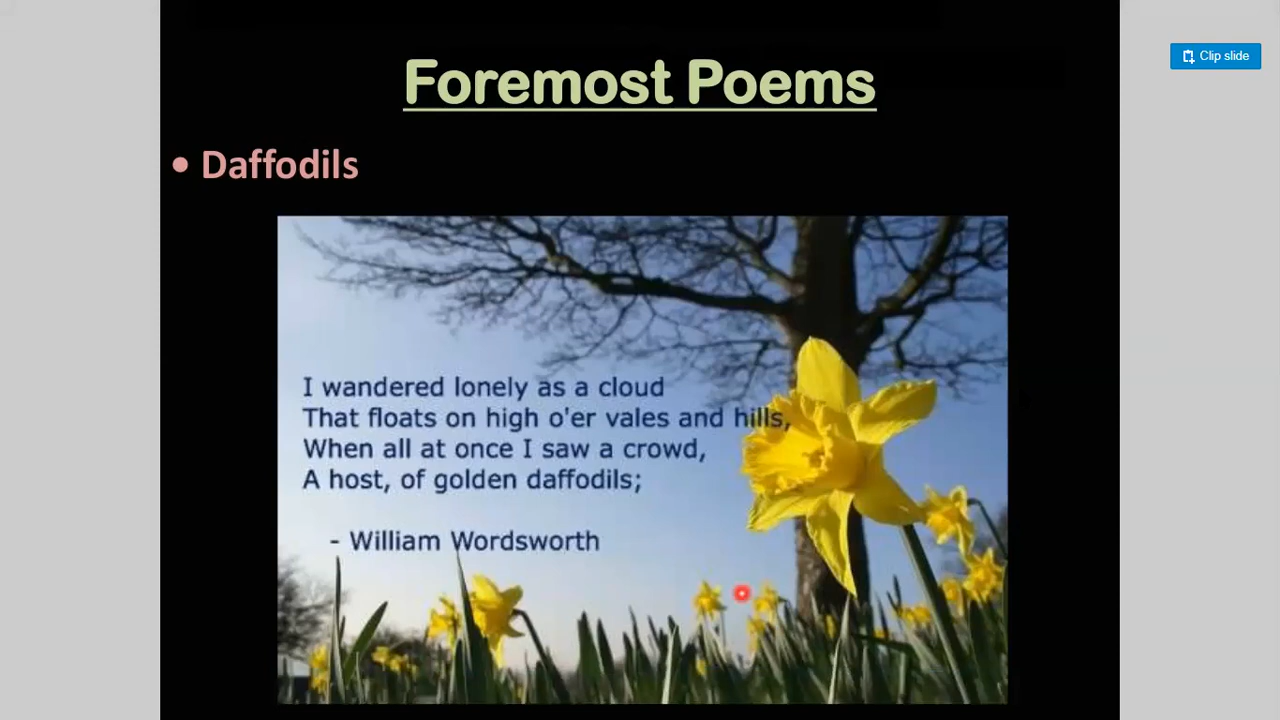 Foremost Poems
Clip slide
• Daffodils
I wandered lonely as a cloud
That floats on high o'er vales and hills,
When all at once I saw a crowd,
A host, of golden daffodils;
- William Wordsworth